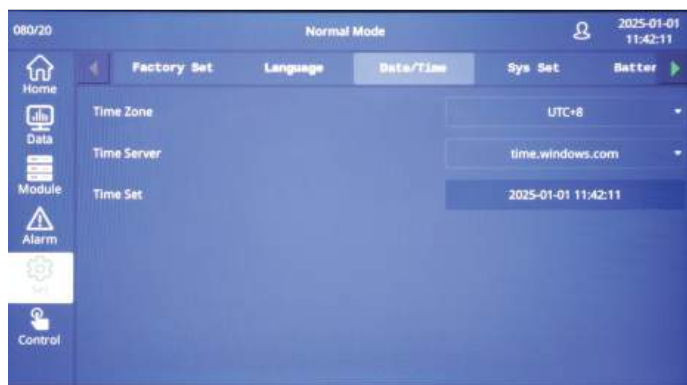 080/20
Normal Mode
2025-01-01
11:42:11
Home
Data
Module
Alarm
Set
Control
Factory Set
Language
Date/Time
Sys Set
Batter
Time Zone
UTC+8
Time Server
time.windows.com
Time Set
2025-01-01 11:42:11